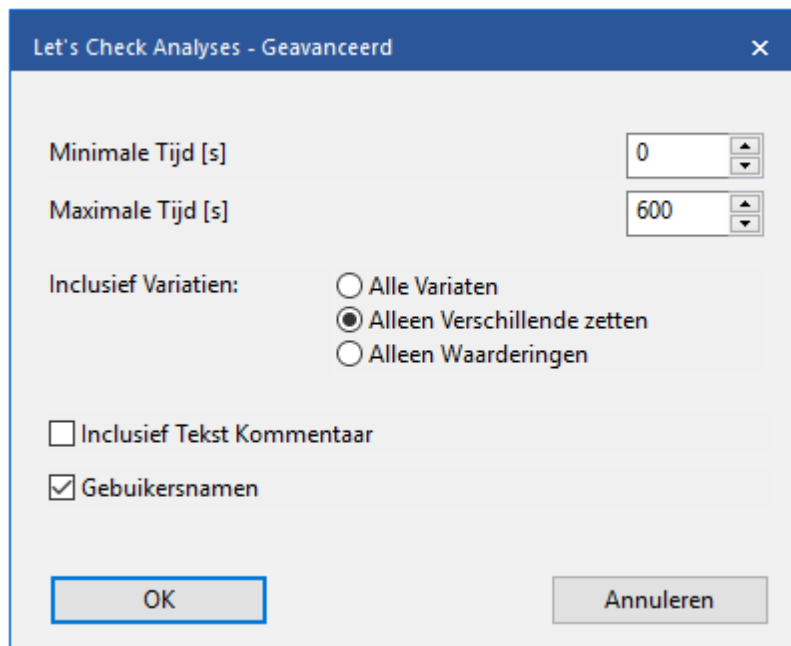 Let's Check Analyses - Geavanceerd
Minimale Tijd [s] 0
Maximale Tijd [s] 600
Inclusief Variatien: Alle Variaten
Alleen Verschillende zetten
Alleen Waarderingen
Inclusief Tekst Kommentaar
Gebuikersnamen
OK Annuleren